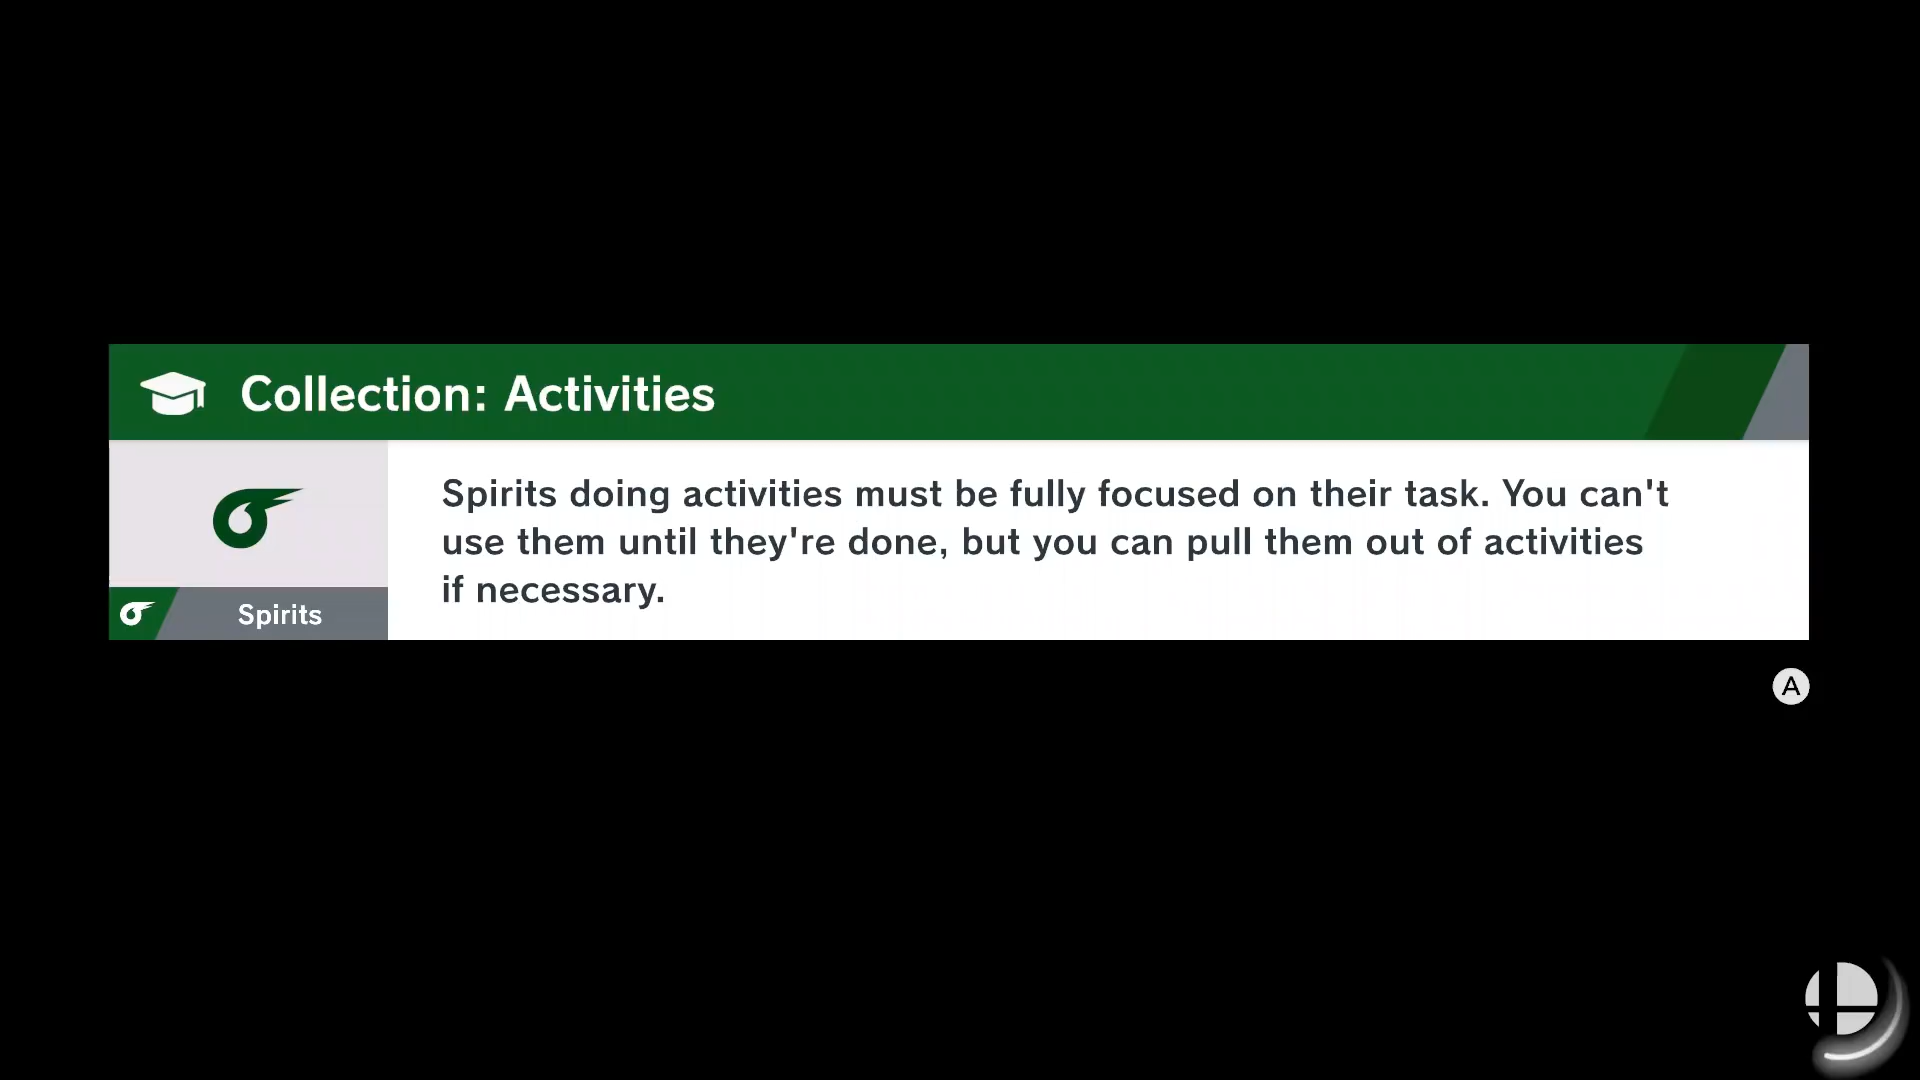 Collection: Activities
Spirits doing activities must be fully focused on their task. You can't
use them until they're done, but you can pull them out of activities
if necessary.
Spirits
A